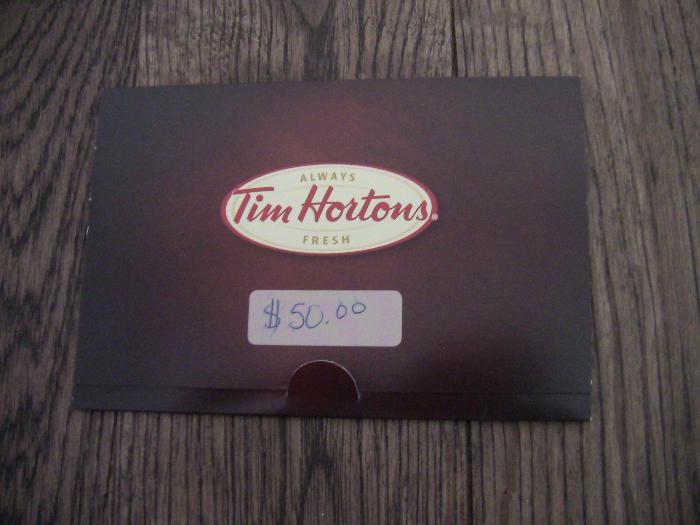 ALWAYS
Tim Hortons®
FRESH
$50.00